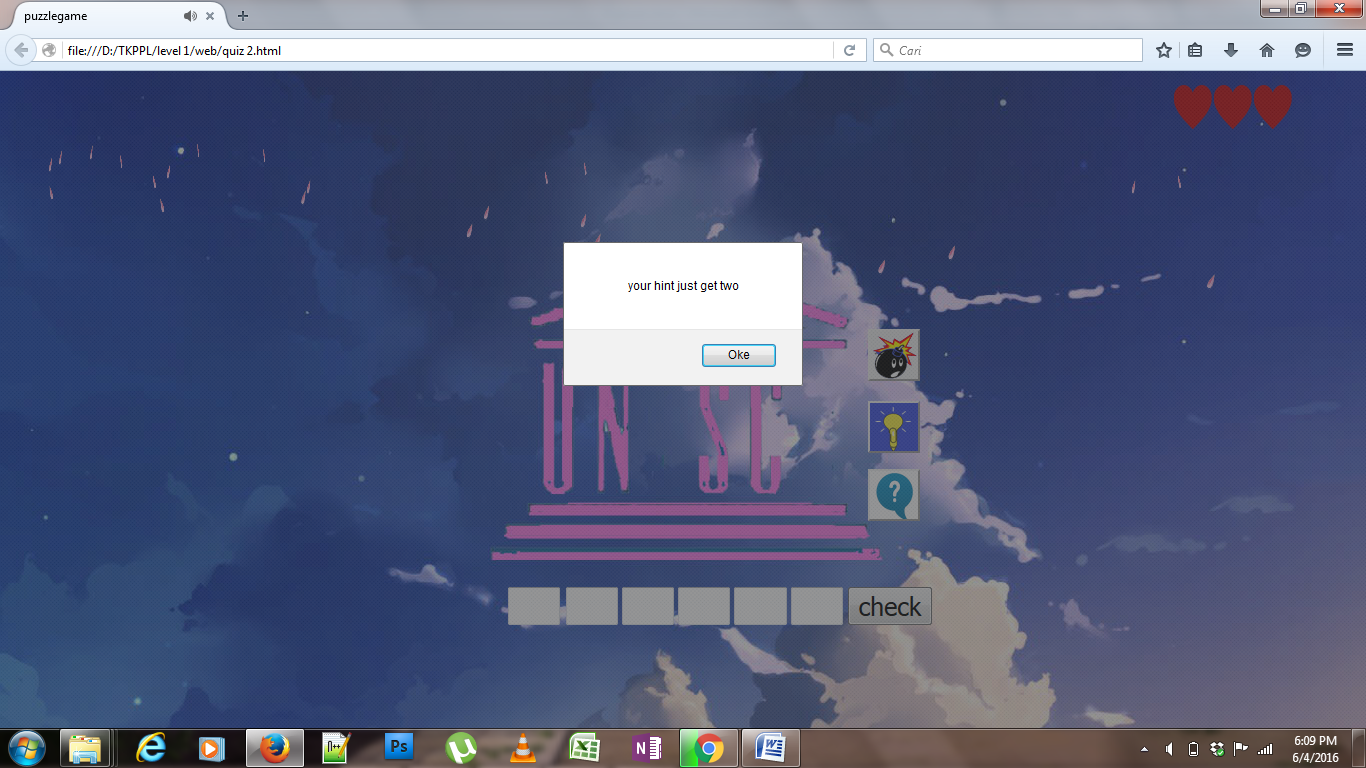 puzzlegame
file:///D:/TKPPL/level 1/web/quiz 2.html
Cari
your hint just get two
Oke
UN SC
?
check
Ps
N
W
6:09 PM
6/4/2016